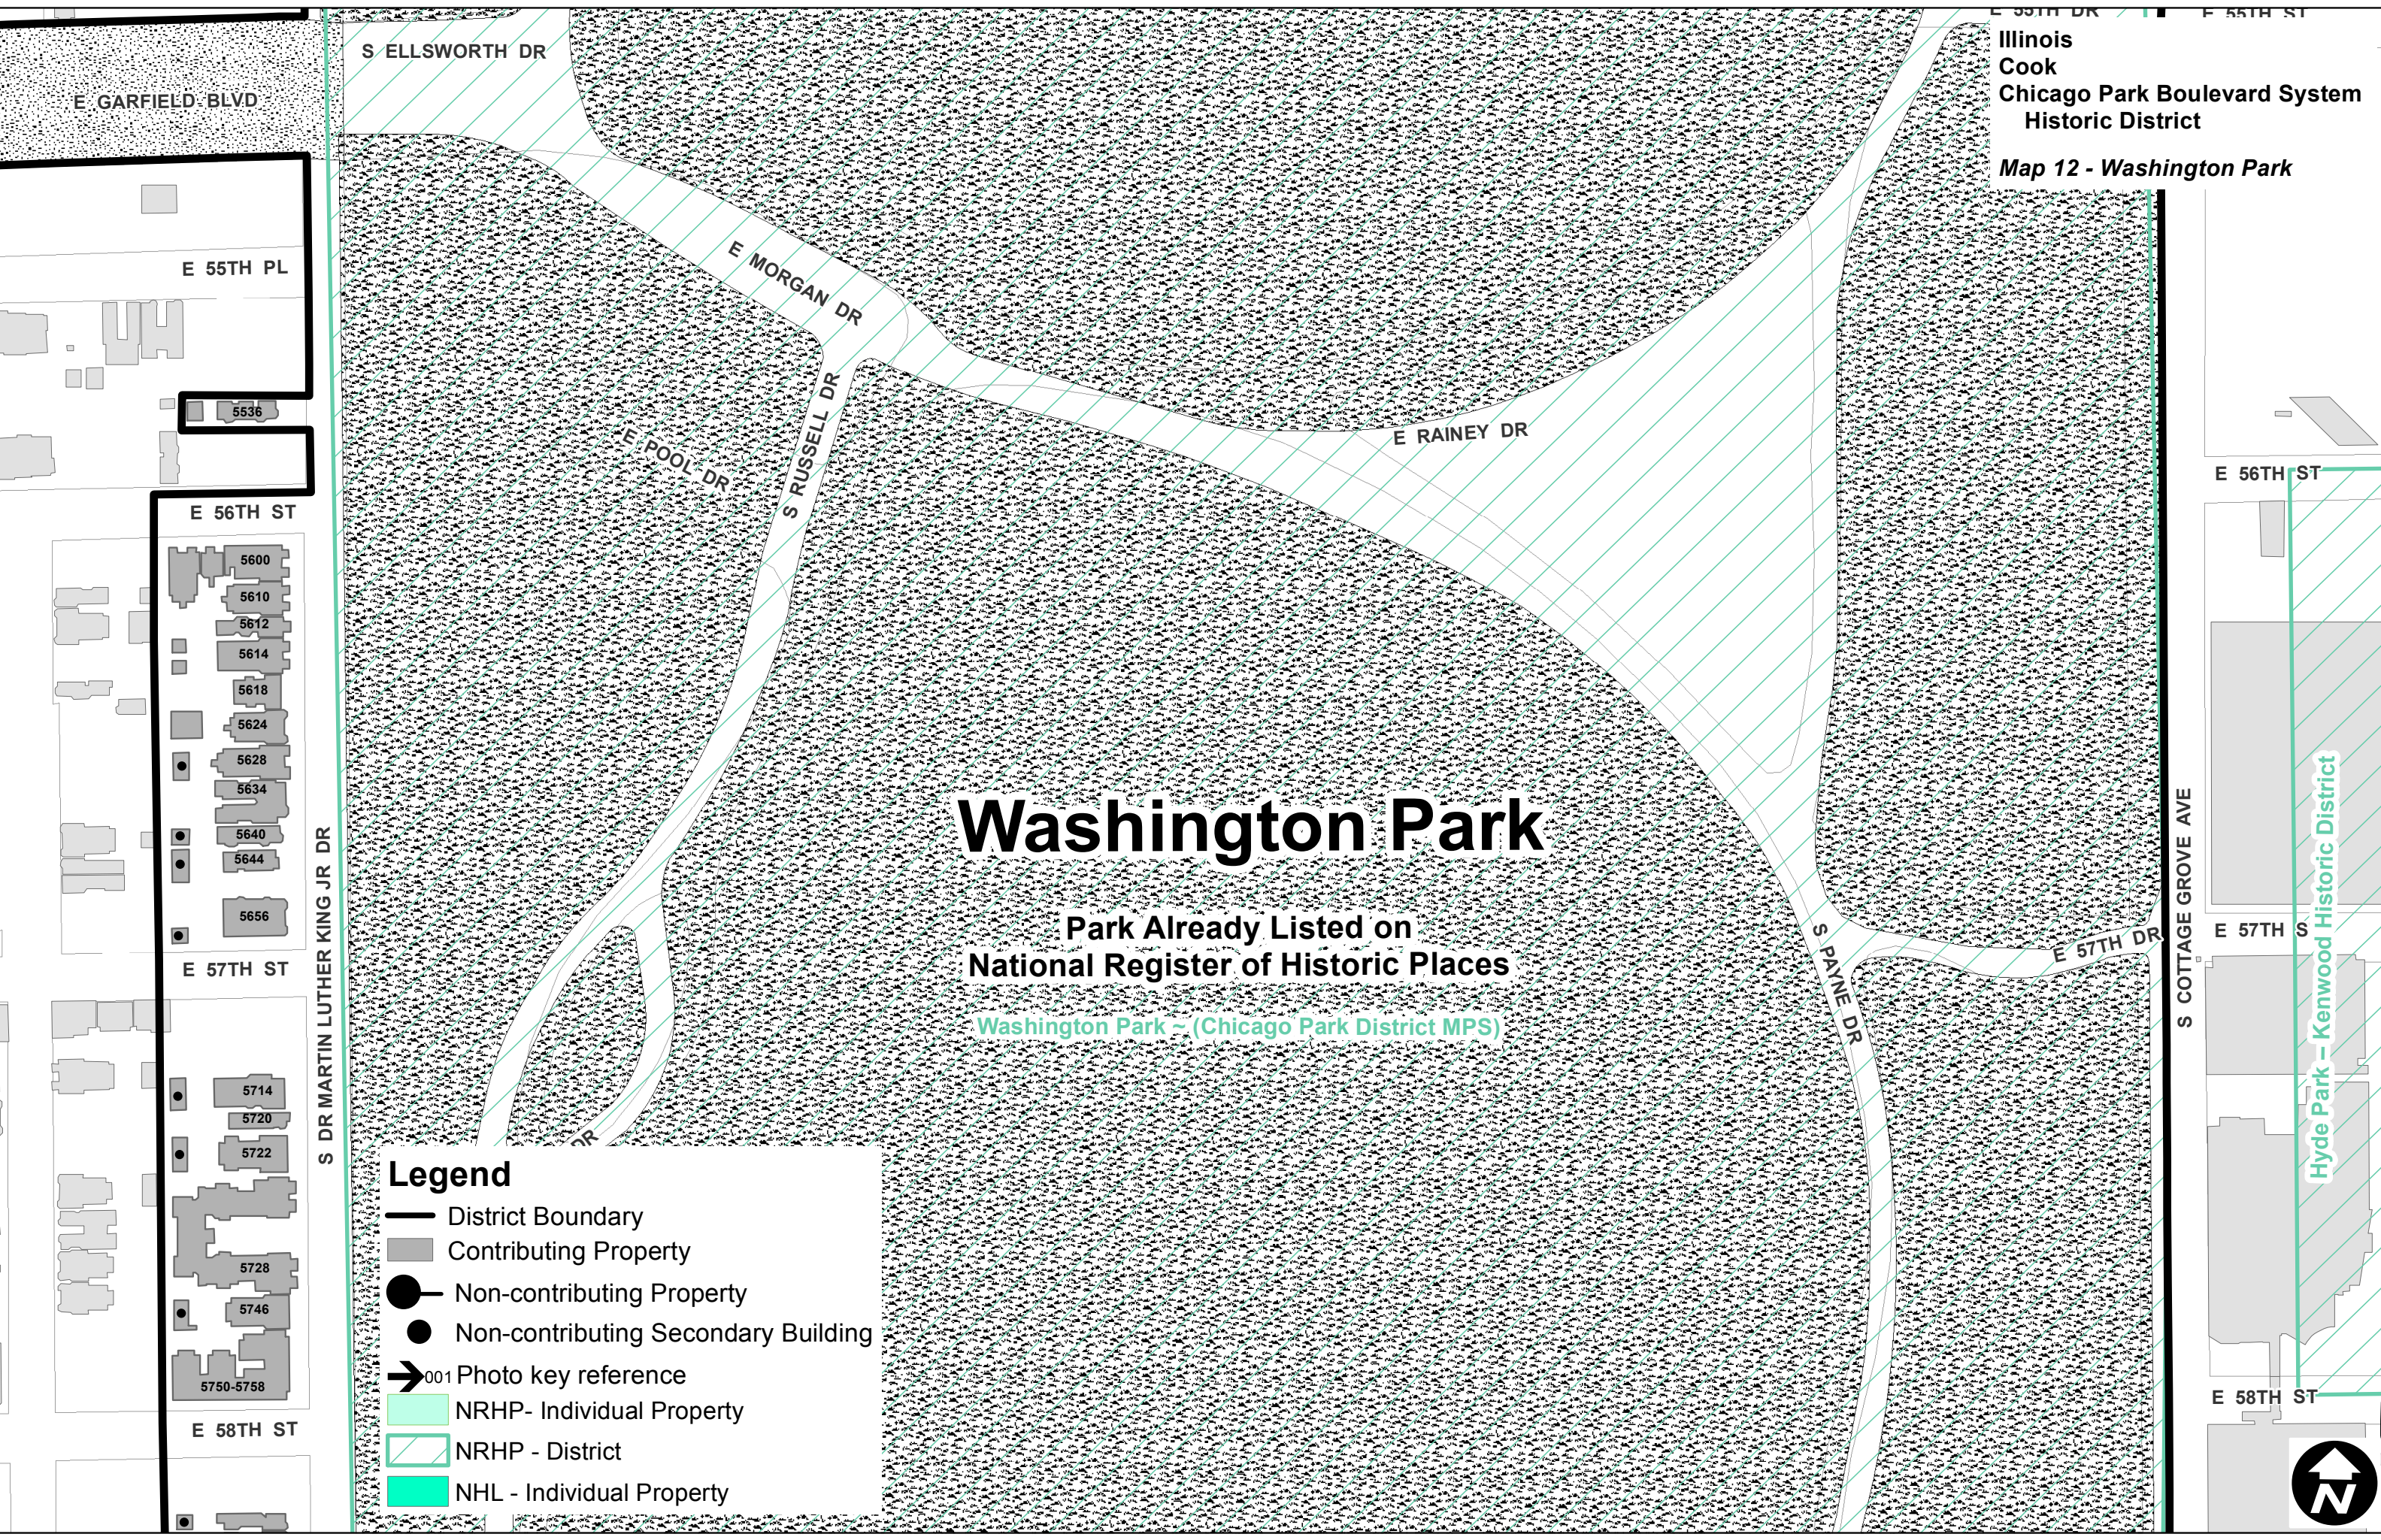 E 55TH DR
E 55TH ST
Illinois
Cook
Chicago Park Boulevard System
Historic District
Map 12 - Washington Park
S ELLSWORTH DR
E GARFIELD BLVD
E 55TH PL
E MORGAN DR
5536
S RUSSELL DR
E POOL DR
E RAINEY DR
E 56TH ST
E 56TH ST
5600
5610
5612
5614
5618
5624
5628
5634
5640
5644
5656
E 57TH ST
S DR MARTIN LUTHER KING JR DR
Washington Park
Park Already Listed on
National Register of Historic Places
Washington Park ~ (Chicago Park District MPS)
S PAYNE DR
E 57TH DR
S COTTAGE GROVE AVE
E 57TH S
Hyde Park – Kenwood Historic District
5714
5720
5722
5728
5746
5750-5758
E 58TH ST
DR
Legend
District Boundary
Contributing Property
Non-contributing Property
Non-contributing Secondary Building
001 Photo key reference
NRHP- Individual Property
NRHP - District
NHL - Individual Property
E 58TH ST
N